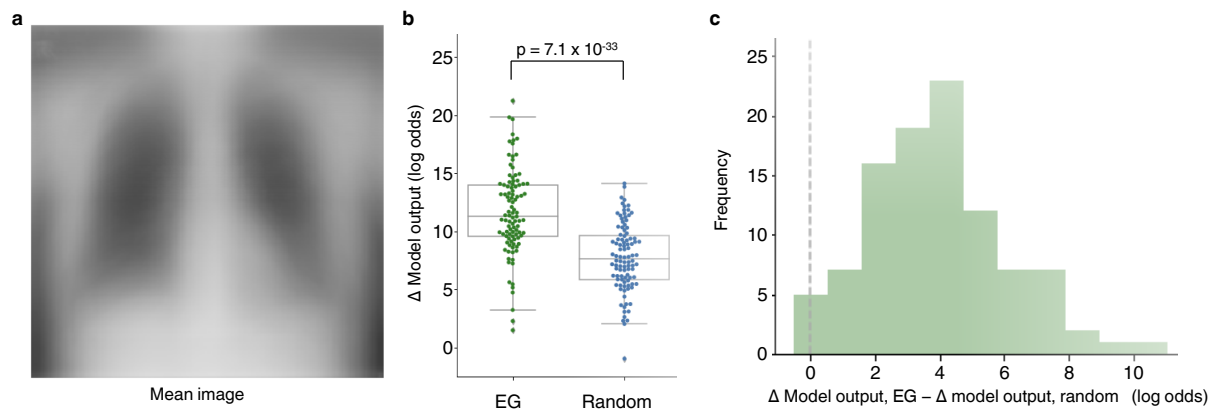 a
Mean image
b
p = 7.1 x 10-33
Δ Model output (log odds)
25
20
15
10
5
0
EG
Random
c
Frequency
25
20
15
10
5
0
0 2 4 6 8 10
Δ Model output, EG − Δ model output, random (log odds)